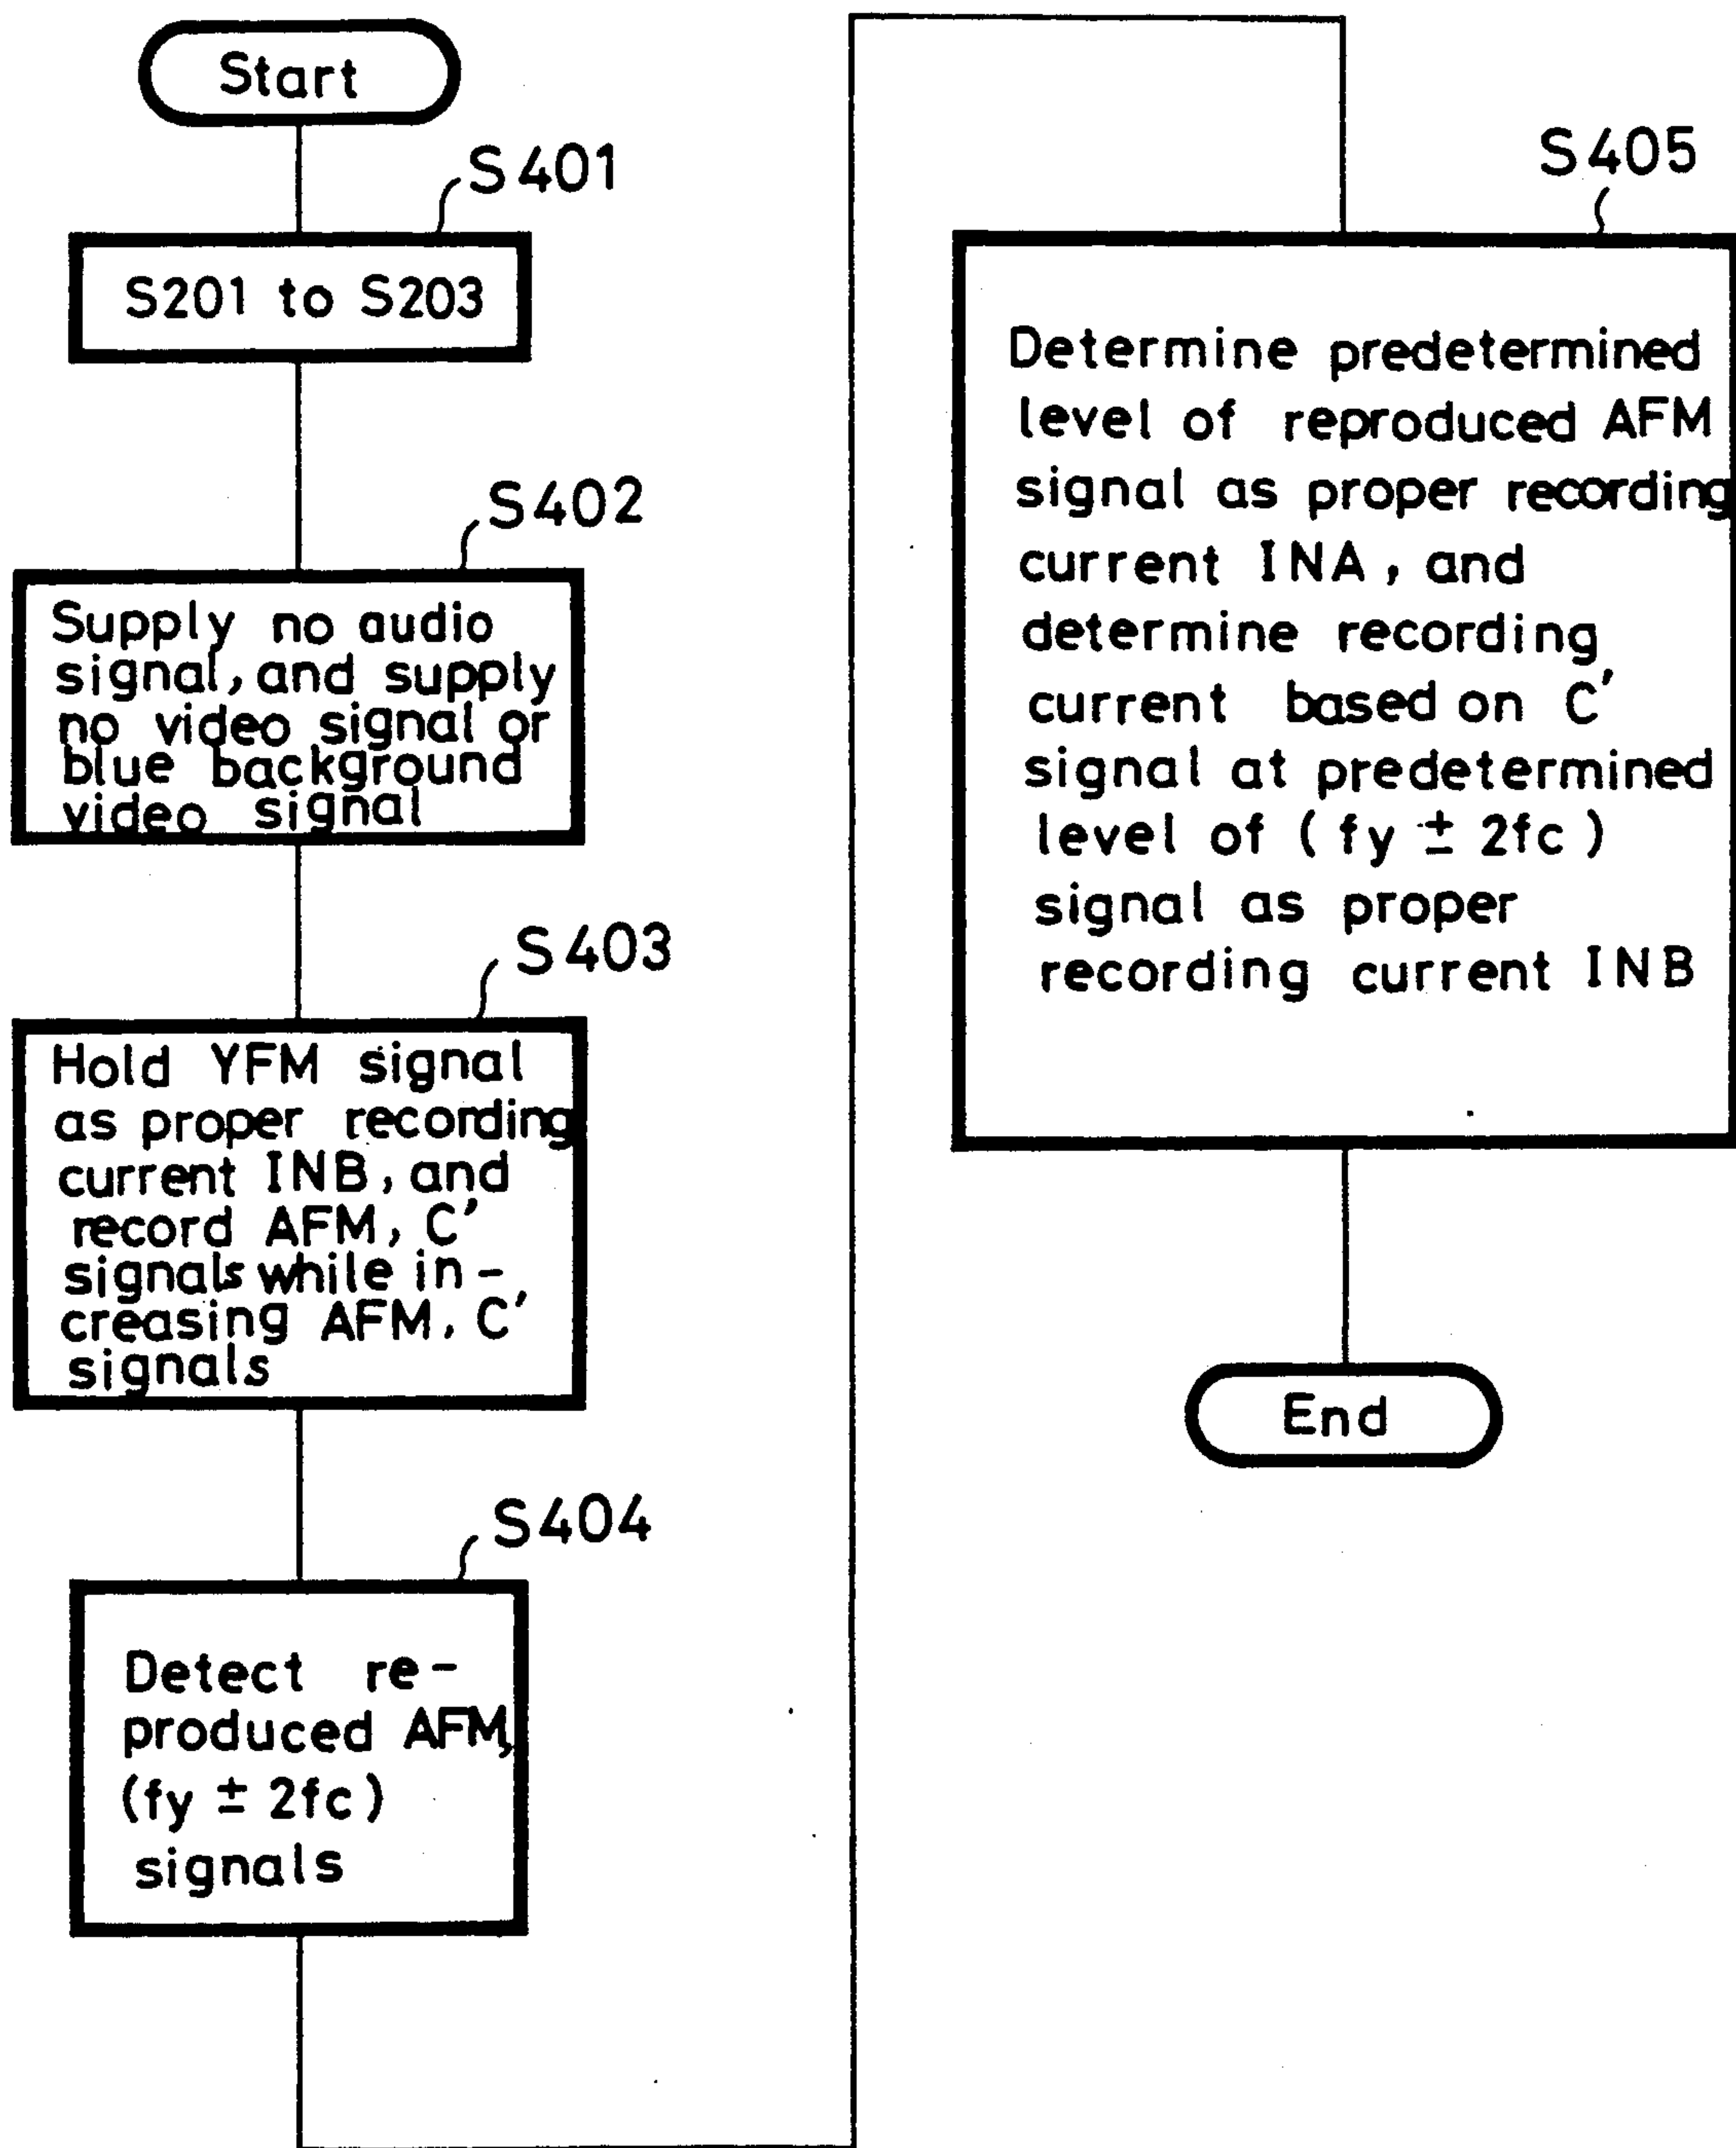 Start
S401
S201 to S203
S402
Supply no audio
signal, and supply
no video signal or
blue background
video signal
S403
Hold YFM signal
as proper recording
current INB, and
record AFM, C'
signals while in-
creasing AFM, C'
signals
S404
Detect re-
produced AFM,
(fy ± 2fc)
signals
S405
Determine predetermined
level of reproduced AFM
signal as proper recording
current INA, and
determine recording
current based on C'
signal at predetermined
level of (fy ± 2fc)
signal as proper
recording current INB
End